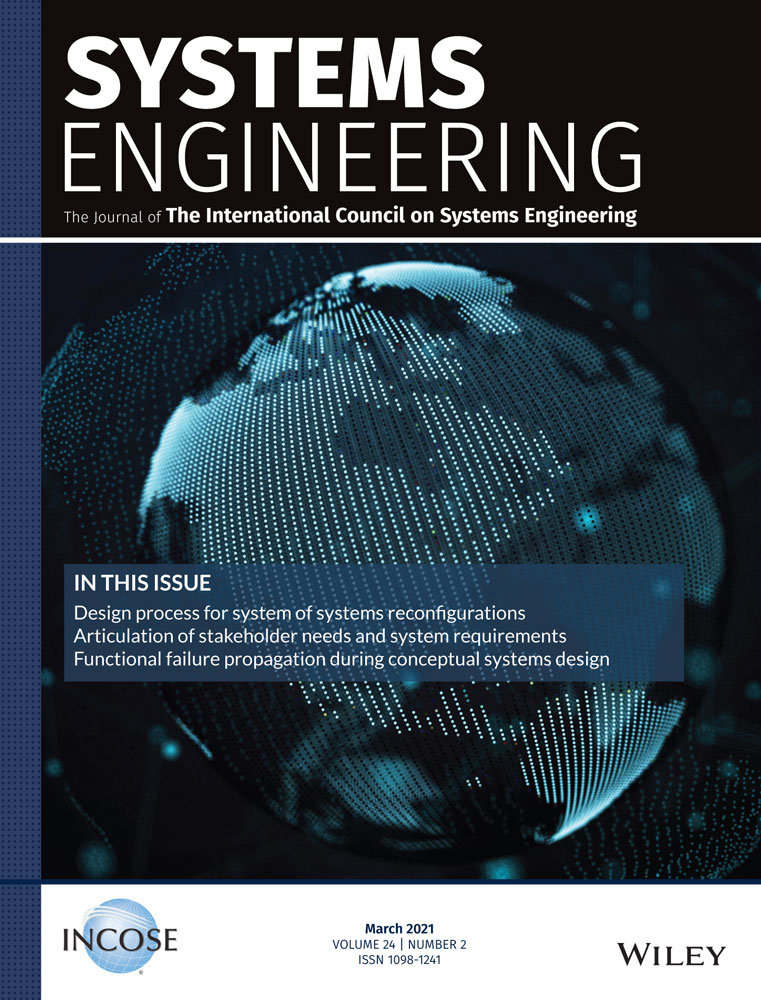 SYSTEMS
ENGINEERING
The Journal of The International Council on Systems Engineering
IN THIS ISSUE
Design process for system of systems reconfigurations
Articulation of stakeholder needs and system requirements
Functional failure propagation during conceptual systems design
INCOSE
®
March 2021
VOLUME 24 | NUMBER 2
ISSN 1098-1241
WILEY